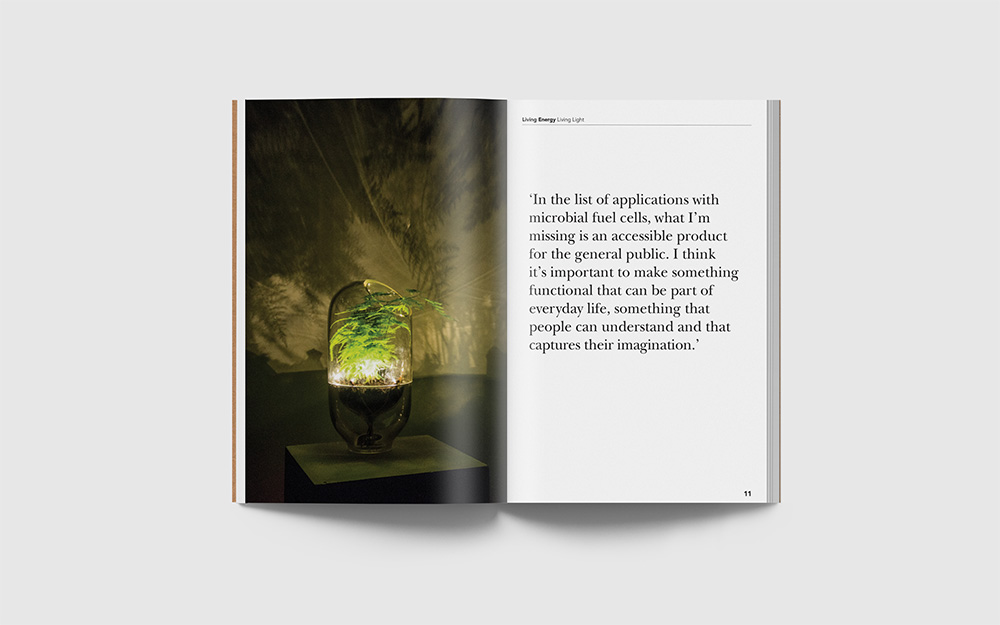 Living Energy Living Light
‘In the list of applications with
microbial fuel cells, what I’m
missing is an accessible product
for the general public. I think
it’s important to make something
functional that can be part of
everyday life, something that
people can understand and that
captures their imagination.’
11